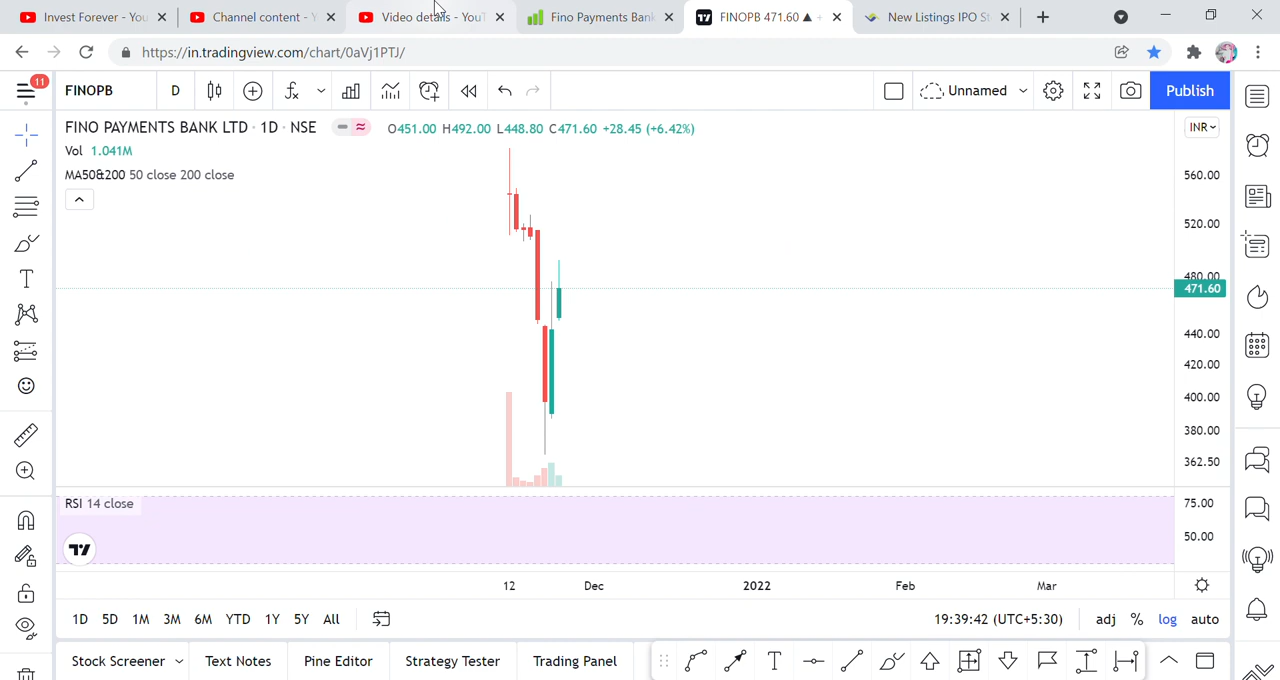 Invest Forever - You
Channel content - Y
Video details - YouT
Fino Payments Bank
FINOPB 471.60 ▲ +
New Listings IPO St
https://in.tradingview.com/chart/0aVj1PTJ/
11
FINOPB
D
Unnamed
Publish
FINO PAYMENTS BANK LTD · 1D · NSE
O451.00 H492.00 L448.80 C471.60 +28.45 (+6.42%)
INR
Vol 1.041M
MA50&200 50 close 200 close
560.00
520.00
480.00
471.60
440.00
420.00
400.00
380.00
362.50
RSI 14 close
75.00
50.00
12
Dec
2022
Feb
Mar
1D 5D 1M 3M 6M YTD 1Y 5Y All
19:39:42 (UTC+5:30)
adj % log auto
Stock Screener
Text Notes
Pine Editor
Strategy Tester
Trading Panel